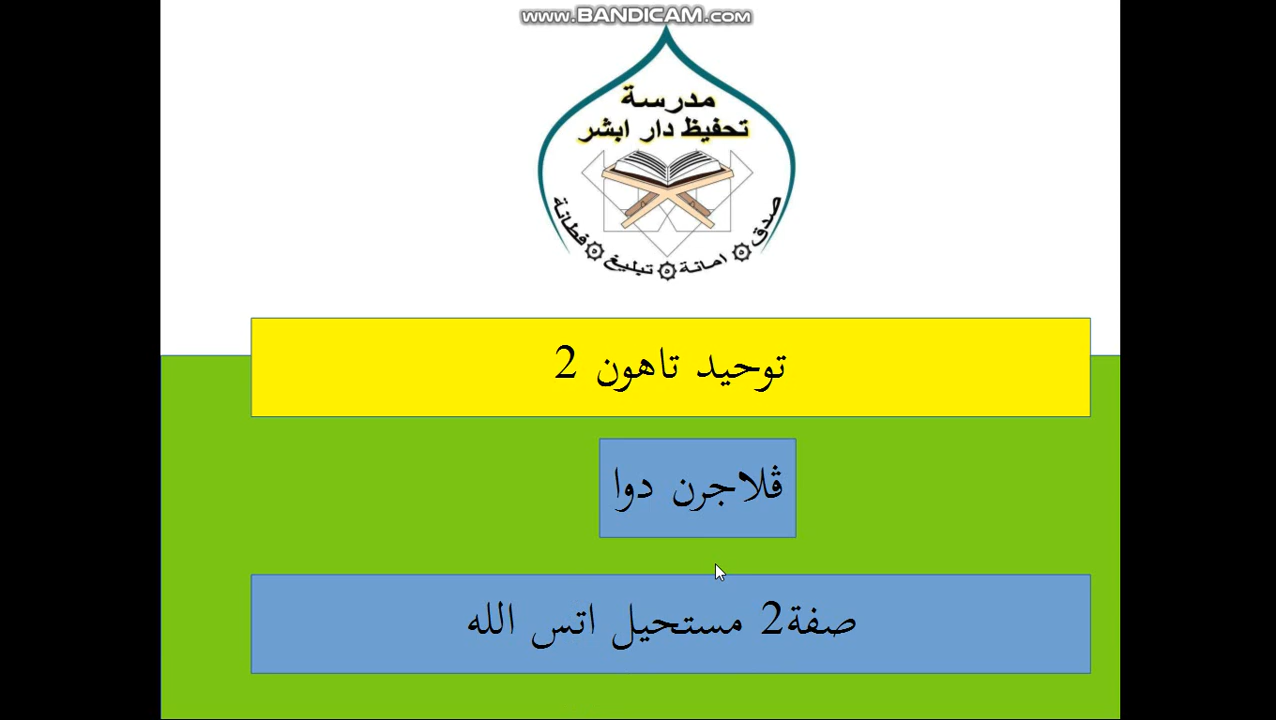 www.BANDICAM.com
مدرسة
تحفيظ دار ابشر
صدق ۞ امانة ۞ تبليغ ۞ فطانة
توحيد تاهون 2
ڤلاجرن دوا
صفة2 مستحيل اتس الله